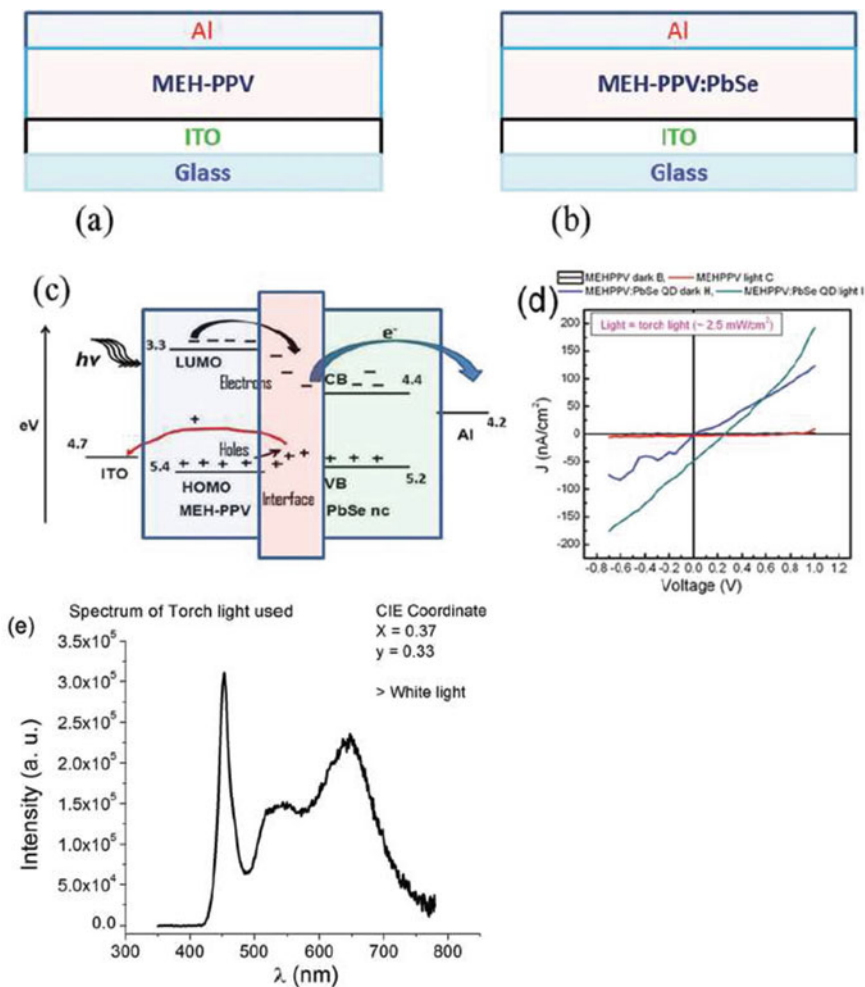 Al
MEH-PPV
ITO
Glass
(a)
Al
MEH-PPV:PbSe
ITO
Glass
(b)
(c)
hν
eV
3.3
LUMO
Electrons
e⁻
CB
4.4
4.2
Al
4.7
ITO
+
Holes
5.4
HOMO
MEH-PPV
Interface
VB
5.2
PbSe nc
(d)
MEHPPV dark B, MEHPPV light C
MEHPPV:PbSe QD dark H, MEHPPV:PbSe QD light I
Light = torch light (~ 2.5 mW/cm²)
J (nA/cm²)
200
150
100
50
0
-50
-100
-150
-200
-0.8 -0.6 -0.4 -0.2 0.0 0.2 0.4 0.6 0.8 1.0 1.2
Voltage (V)
(e)
Spectrum of Torch light used
CIE Coordinate
X = 0.37
y = 0.33
> White light
Intensity (a. u.)
3.5x10⁵
3.0x10⁵
2.5x10⁵
2.0x10⁵
1.5x10⁵
1.0x10⁵
5.0x10⁴
0.0
300 400 500 600 700 800
λ (nm)